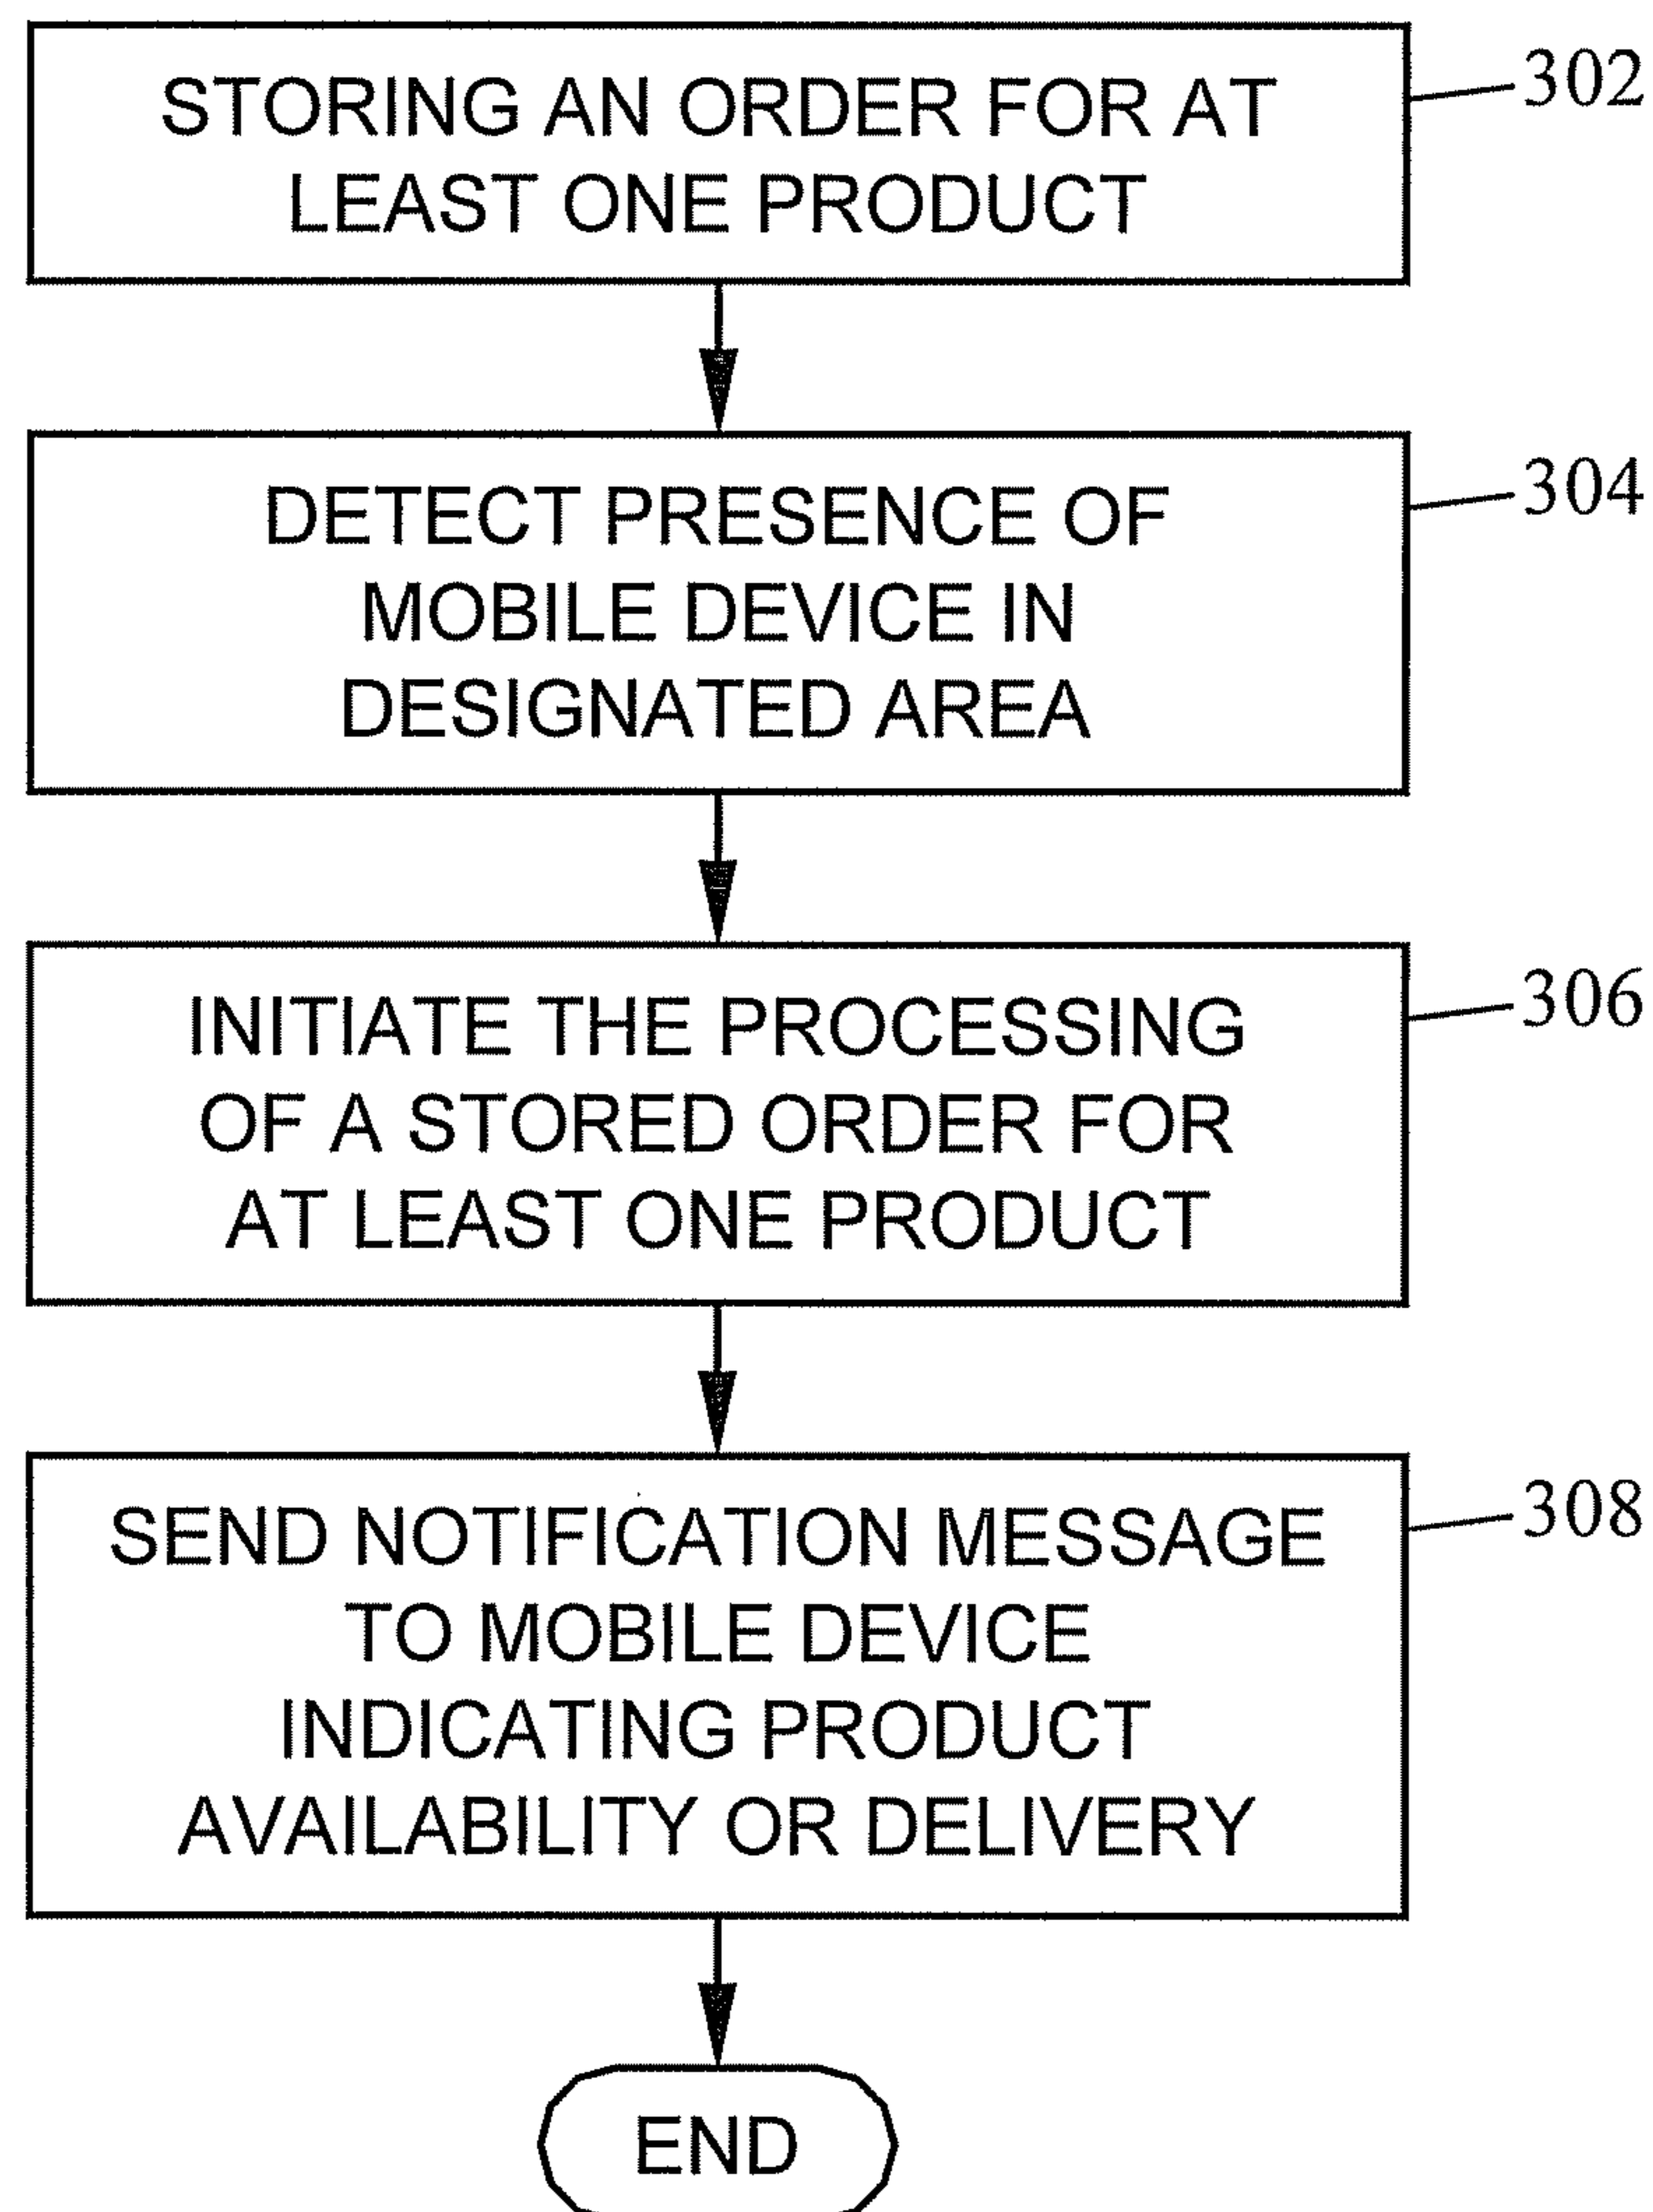 STORING AN ORDER FOR AT
LEAST ONE PRODUCT
302
DETECT PRESENCE OF
MOBILE DEVICE IN
DESIGNATED AREA
304
INITIATE THE PROCESSING
OF A STORED ORDER FOR
AT LEAST ONE PRODUCT
306
SEND NOTIFICATION MESSAGE
TO MOBILE DEVICE
INDICATING PRODUCT
AVAILABILITY OR DELIVERY
308
END